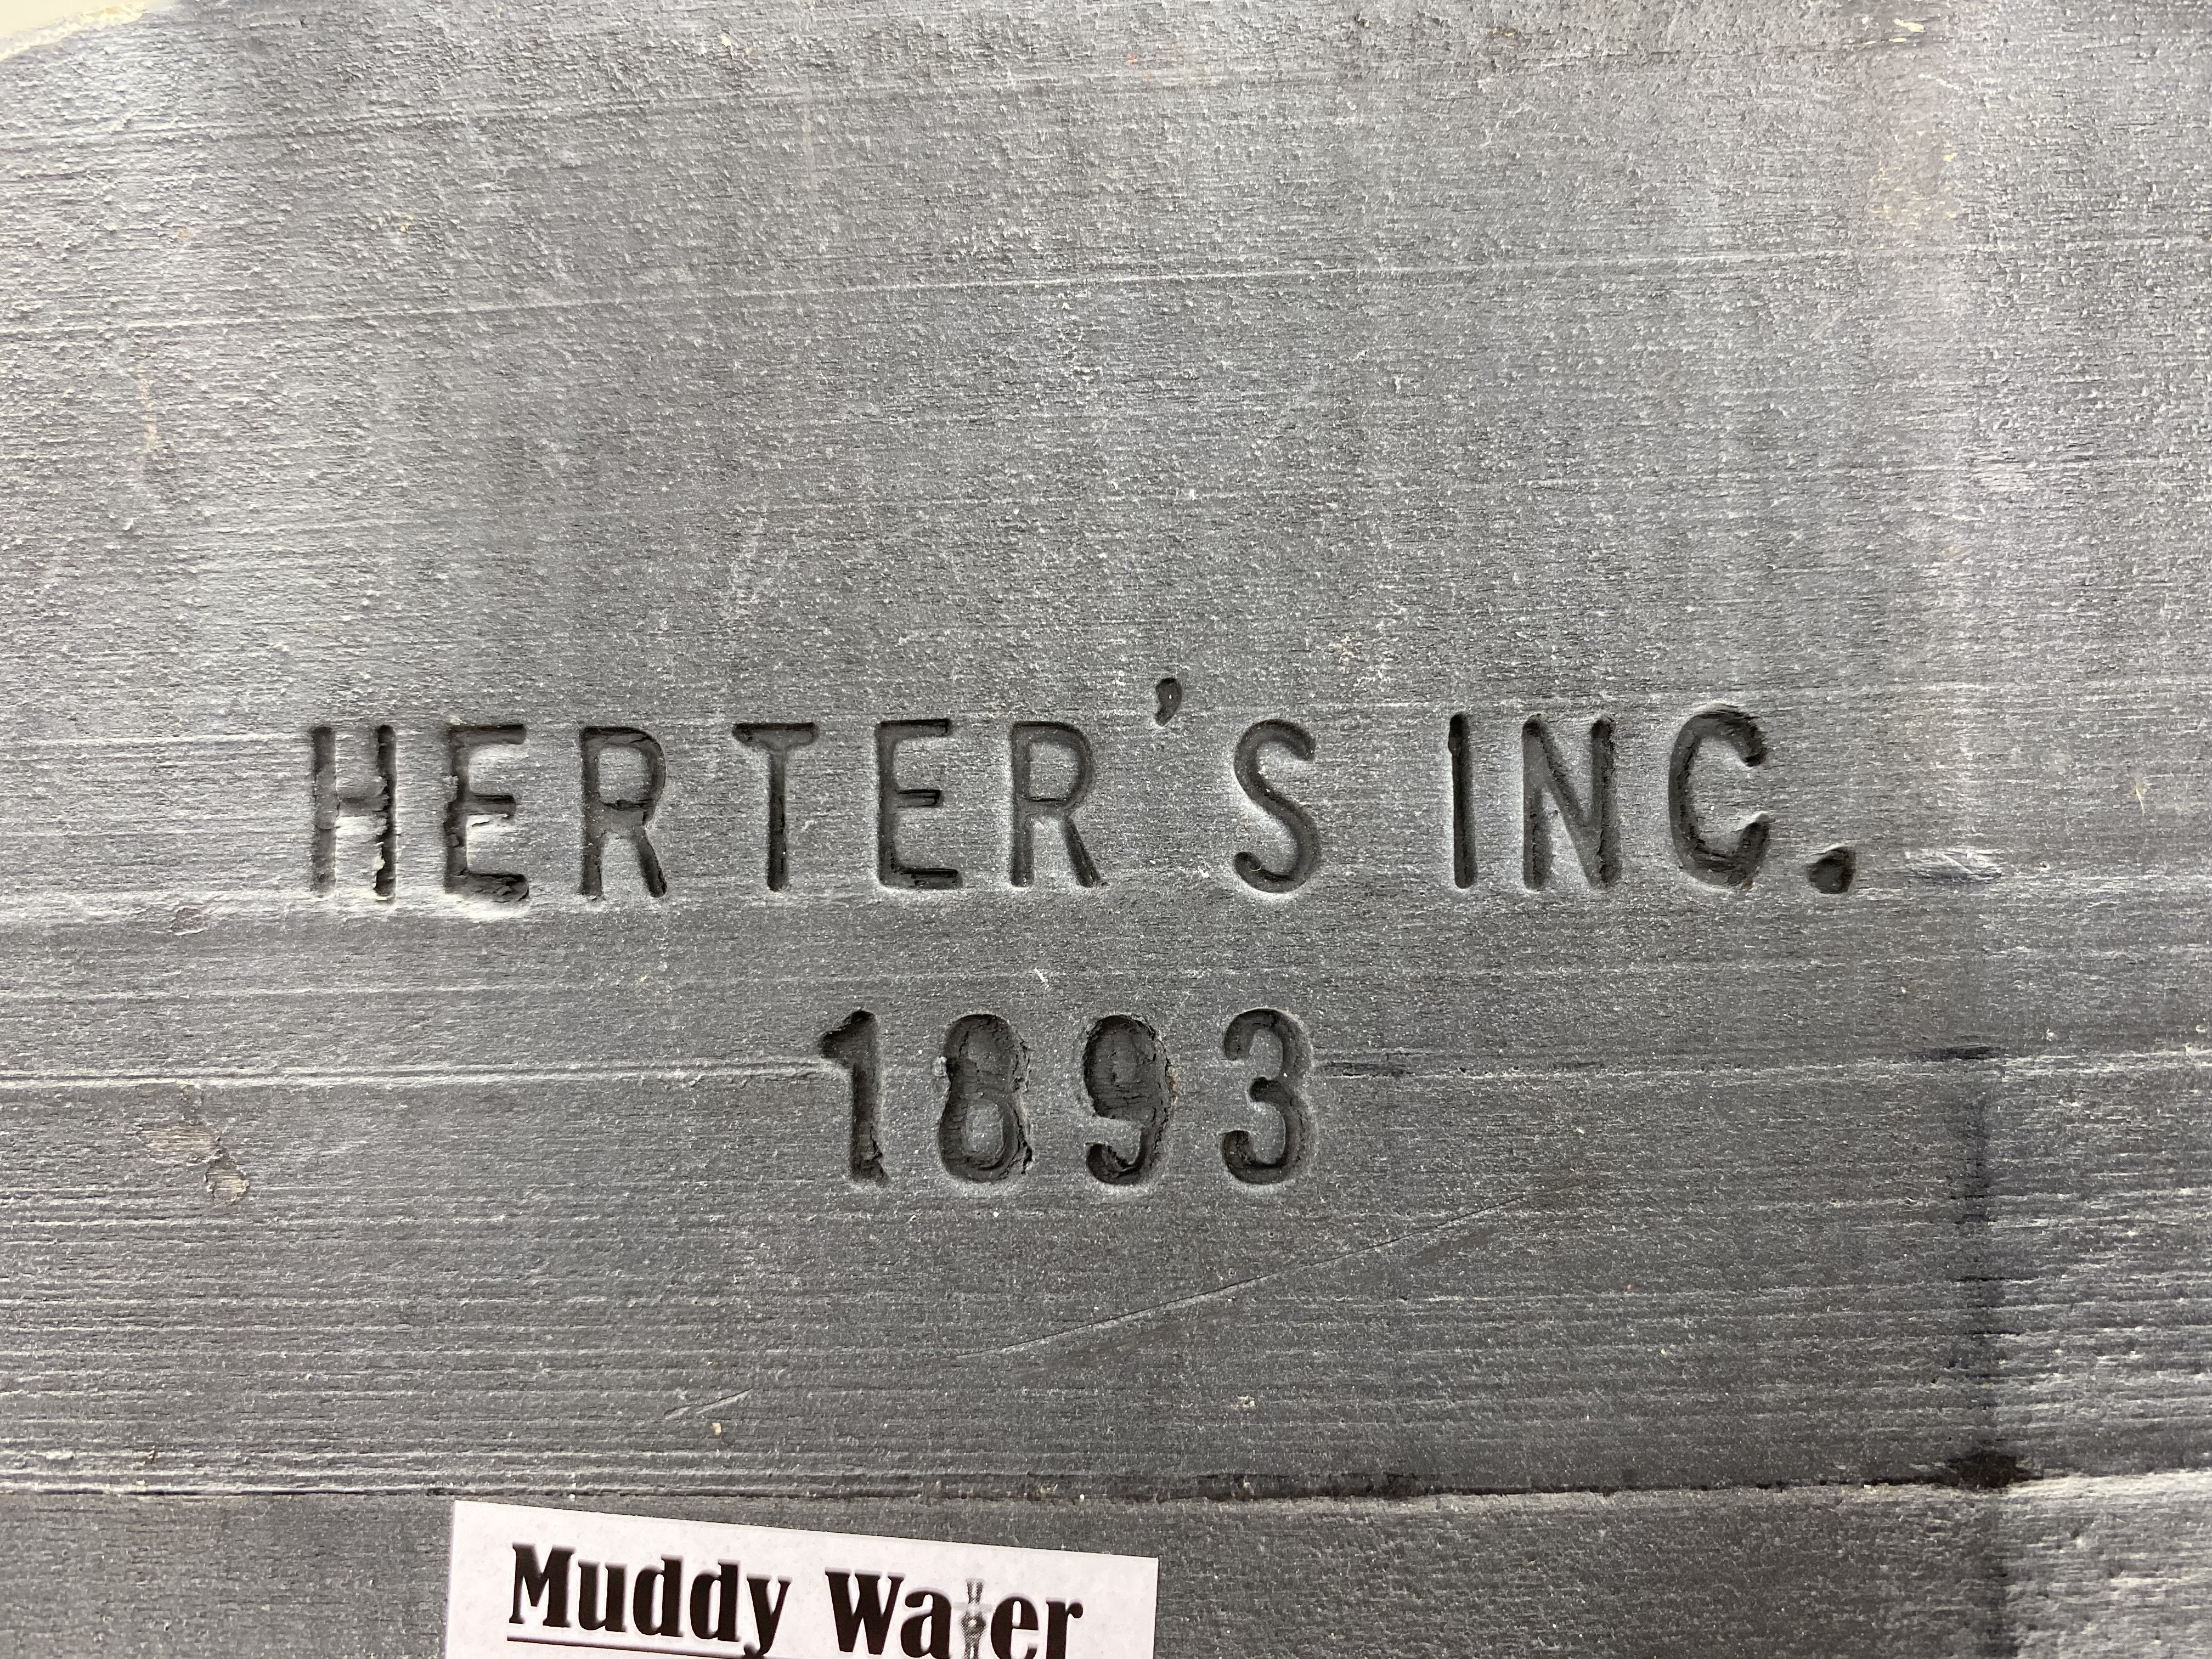 HERTER'S INC.
1893
Muddy Water